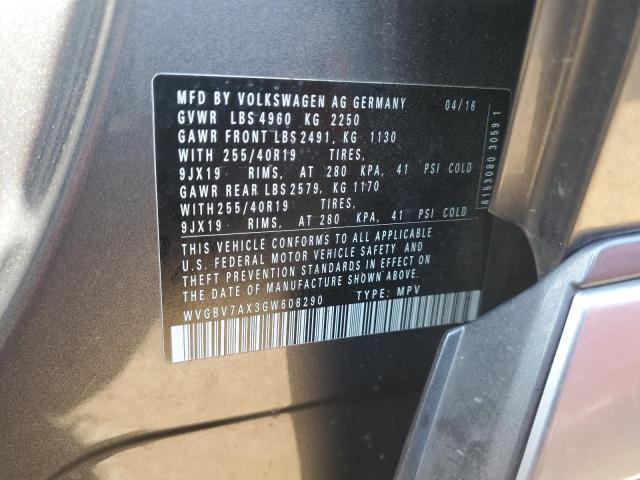 MFD BY VOLKSWAGEN AG GERMANY 04/16
GVWR LBS 4960 KG 2250
GAWR FRONT LBS 2491, KG 1130
WITH 255/40R19 TIRES,
9JX19 RIMS, AT 280 KPA, 41 PSI COLD
GAWR REAR LBS 2579, KG 1170
WITH 255/40R19 TIRES,
9JX19 RIMS, AT 280 KPA, 41 PSI COLD
THIS VEHICLE CONFORMS TO ALL APPLICABLE
U.S. FEDERAL MOTOR VEHICLE SAFETY AND
THEFT PREVENTION STANDARDS IN EFFECT ON
THE DATE OF MANUFACTURE SHOWN ABOVE.
WVGBV7AX3GW608290 TYPE: MPV
6153080 3059 1